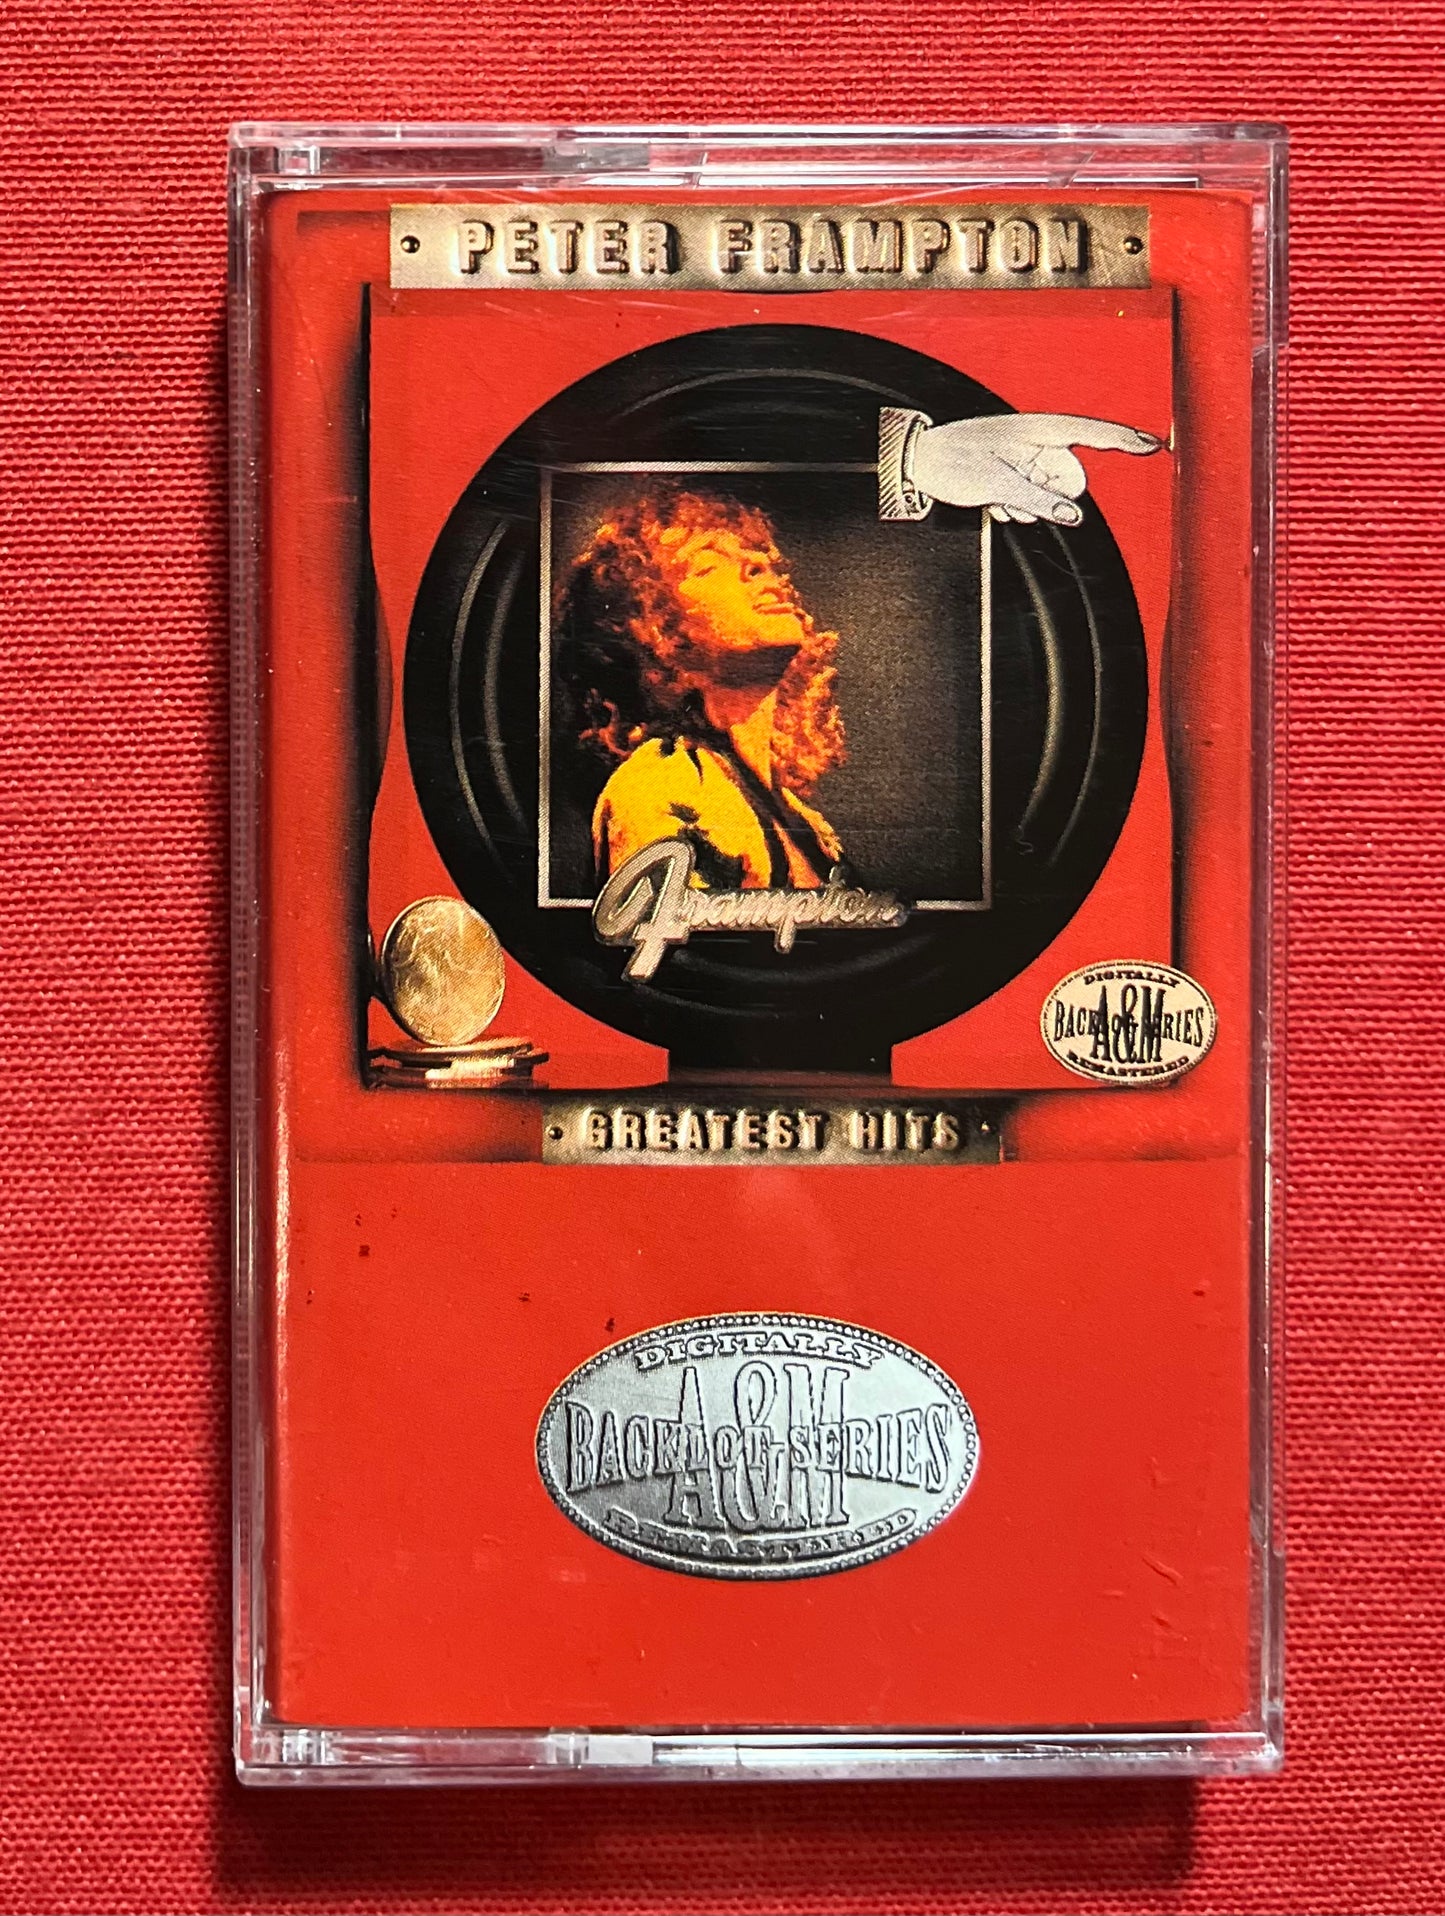 PETER FRAMPTON
Frampton
DIGITALLY
A&M
BACKLOT SERIES
REMASTERED
GREATEST HITS
DIGITALLY
A&M
BACKLOT SERIES
REMASTERED